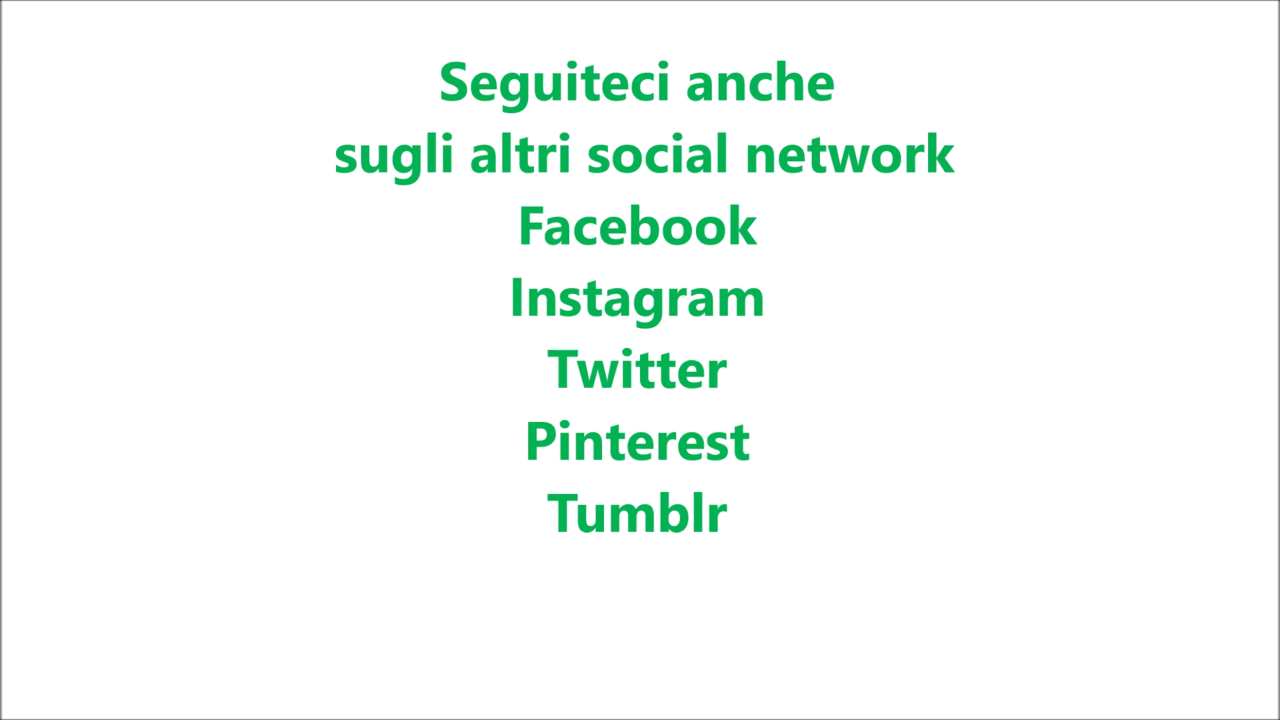 Seguiteci anche
sugli altri social network
Facebook
Instagram
Twitter
Pinterest
Tumblr